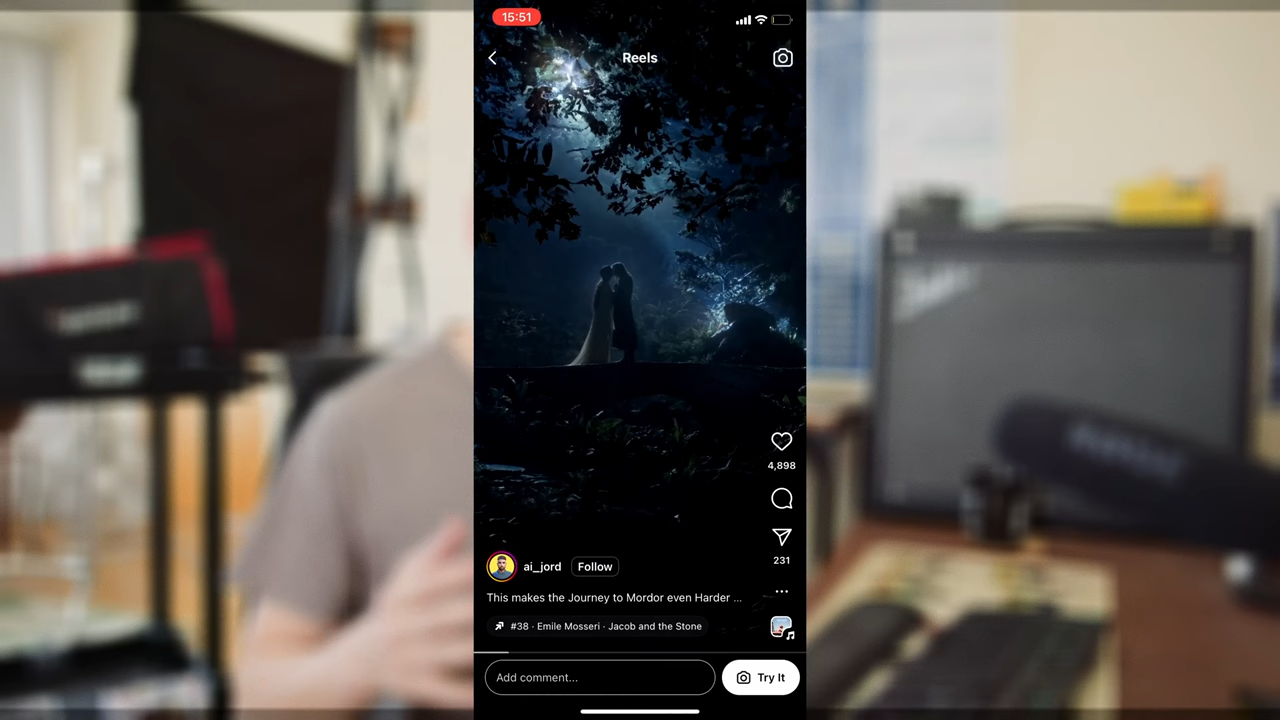 15:51
Reels
4,898
231
ai_jord Follow
This makes the Journey to Mordor even Harder ...
#38 · Emile Mosseri · Jacob and the Stone
Add comment...
Try It